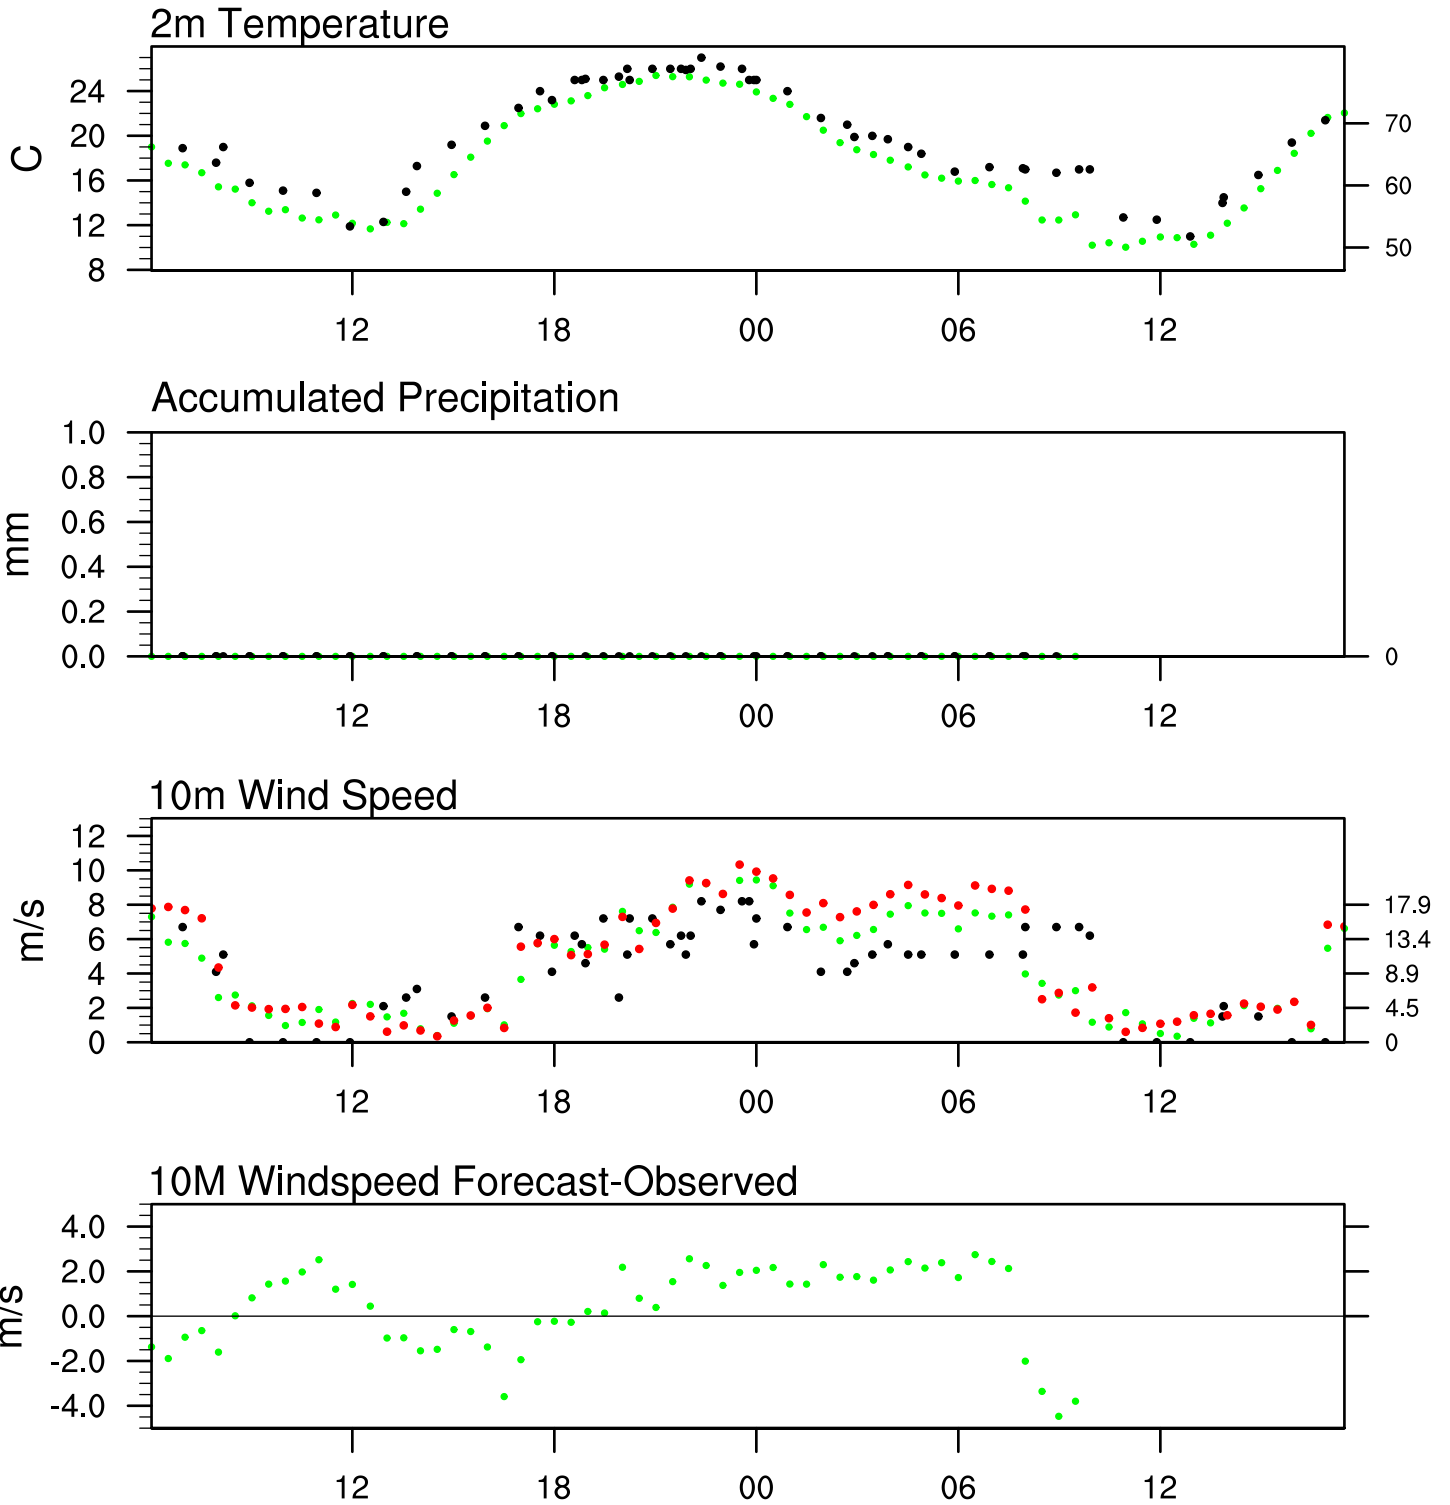 2m Temperature
24
20
16
12
8
C
70
60
50
12 18 00 06 12
Accumulated Precipitation
1.0
0.8
0.6
0.4
0.2
0.0
mm
0
12 18 00 06 12
10m Wind Speed
12
10
8
6
4
2
0
m/s
17.9
13.4
8.9
4.5
0
12 18 00 06 12
10M Windspeed Forecast-Observed
4.0
2.0
0.0
-2.0
-4.0
m/s
12 18 00 06 12